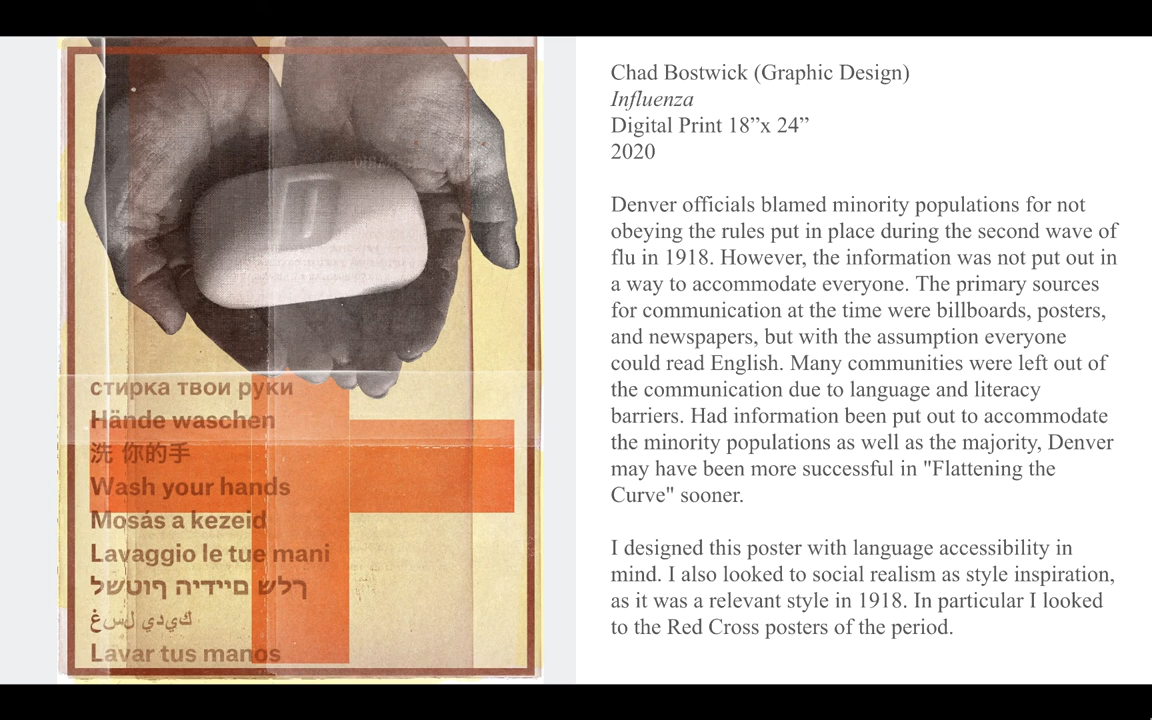 Chad Bostwick (Graphic Design)
Influenza
Digital Print 18”x 24”
2020
Denver officials blamed minority populations for not
obeying the rules put in place during the second wave of
flu in 1918. However, the information was not put out in
a way to accommodate everyone. The primary sources
for communication at the time were billboards, posters,
and newspapers, but with the assumption everyone
could read English. Many communities were left out of
the communication due to language and literacy
barriers. Had information been put out to accommodate
the minority populations as well as the majority, Denver
may have been more successful in "Flattening the
Curve" sooner.
I designed this poster with language accessibility in
mind. I also looked to social realism as style inspiration,
as it was a relevant style in 1918. In particular I looked
to the Red Cross posters of the period.
стирка твои руки
Hände waschen
洗 你的手
Wash your hands
Mosás a kezeid
Lavaggio le tue mani
ךלש םיידיה ףוטשל
كيدي لسغ
Lavar tus manos